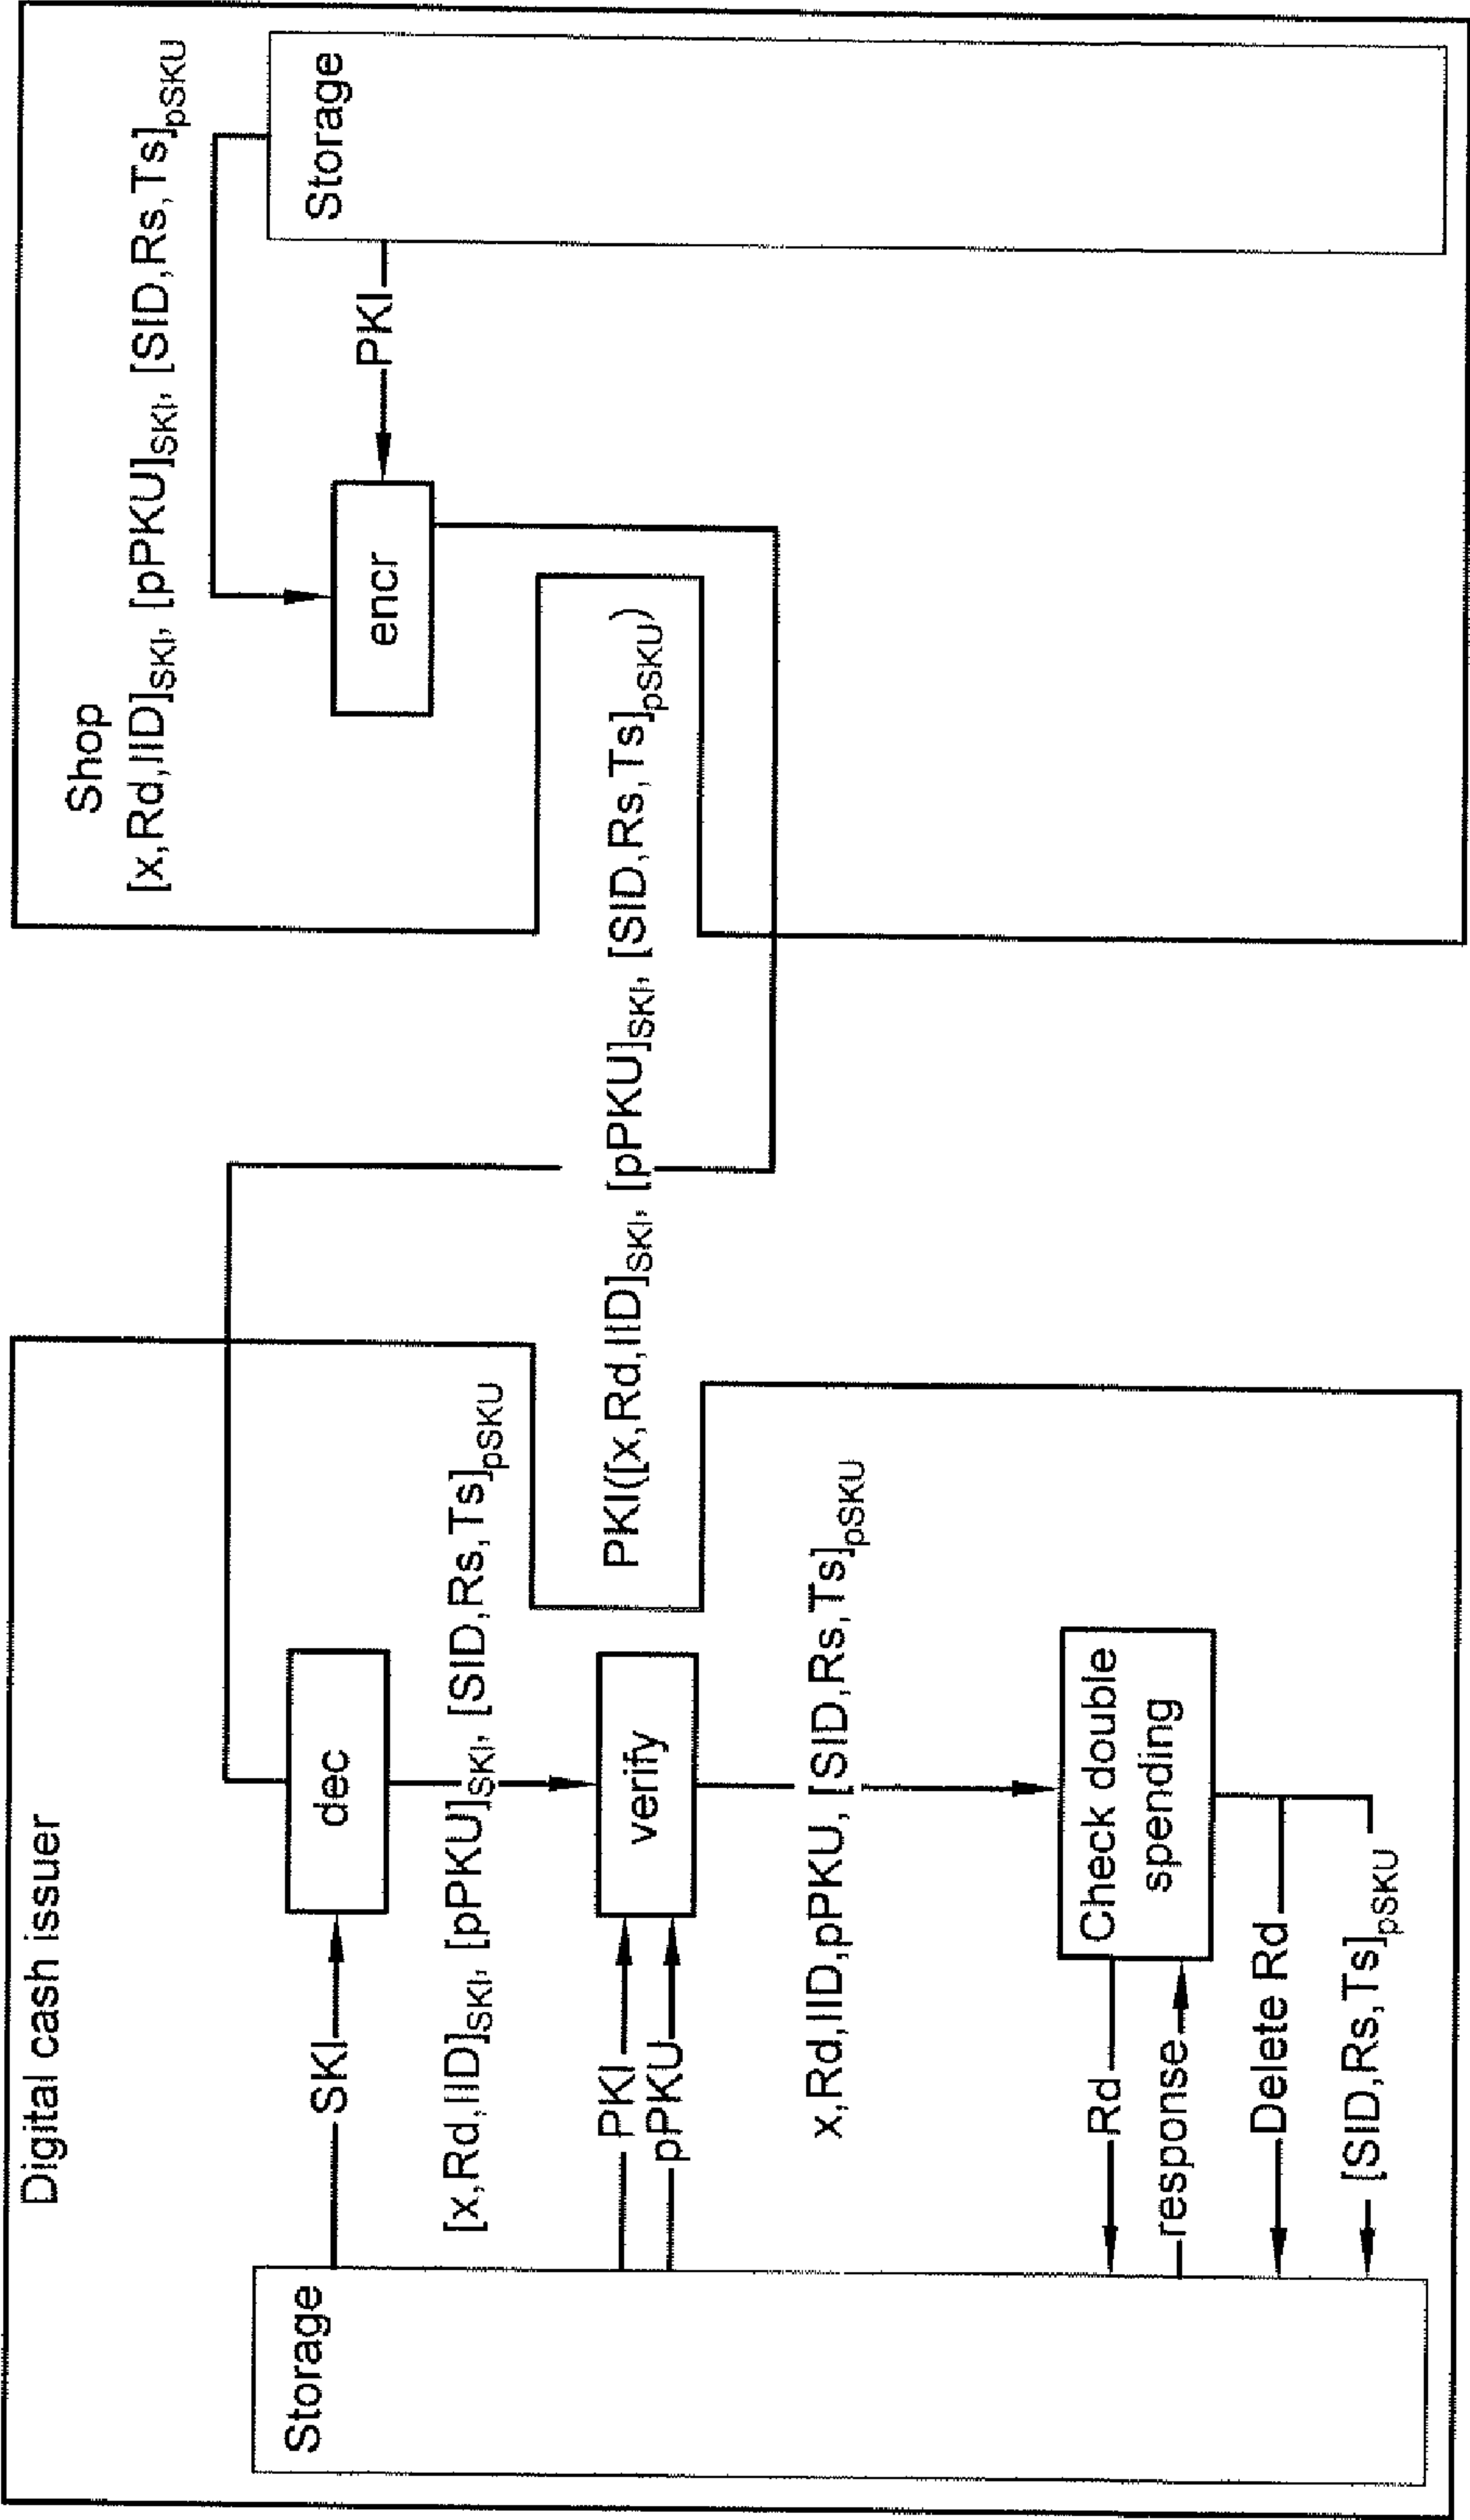 Digital cash issuer
Storage
SKI
dec
[x,Rd,IID]SKI, [pPKU]SKI, [SID,Rs,Ts]pSKU
PKI
pPKU
verify
x,Rd,IID,pPKU, [SID,Rs,Ts]pSKU
Rd
response
Check double
spending
Delete Rd
[SID,Rs,Ts]pSKU
PKI([x,Rd,IID]SKI, [pPKU]SKI, [SID,Rs,Ts]pSKU)
Shop
[x,Rd,IID]SKI, [pPKU]SKI, [SID,Rs,Ts]pSKU
encr
PKI
Storage